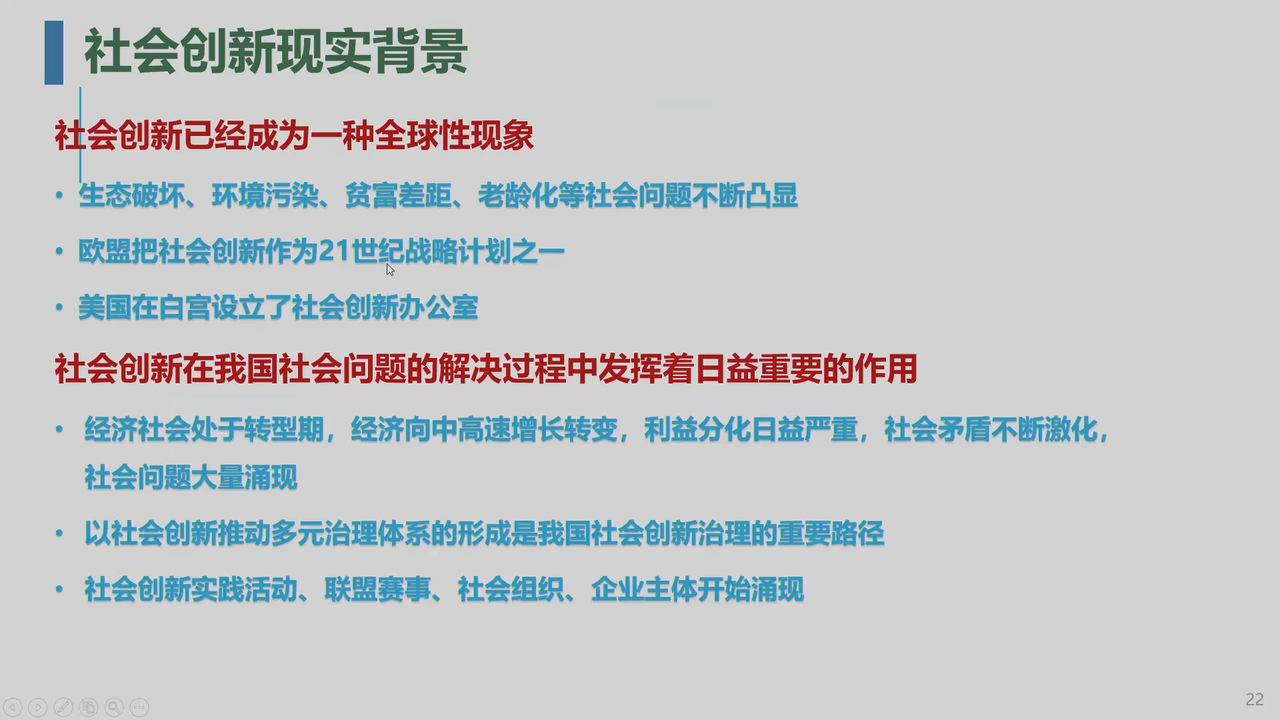 社会创新现实背景
社会创新已经成为一种全球性现象
• 生态破坏、环境污染、贫富差距、老龄化等社会问题不断凸显
• 欧盟把社会创新作为21世纪战略计划之一
• 美国在白宫设立了社会创新办公室
社会创新在我国社会问题的解决过程中发挥着日益重要的作用
• 经济社会处于转型期，经济向中高速增长转变，利益分化日益严重，社会矛盾不断激化，
社会问题大量涌现
• 以社会创新推动多元治理体系的形成是我国社会创新治理的重要路径
• 社会创新实践活动、联盟赛事、社会组织、企业主体开始涌现
22